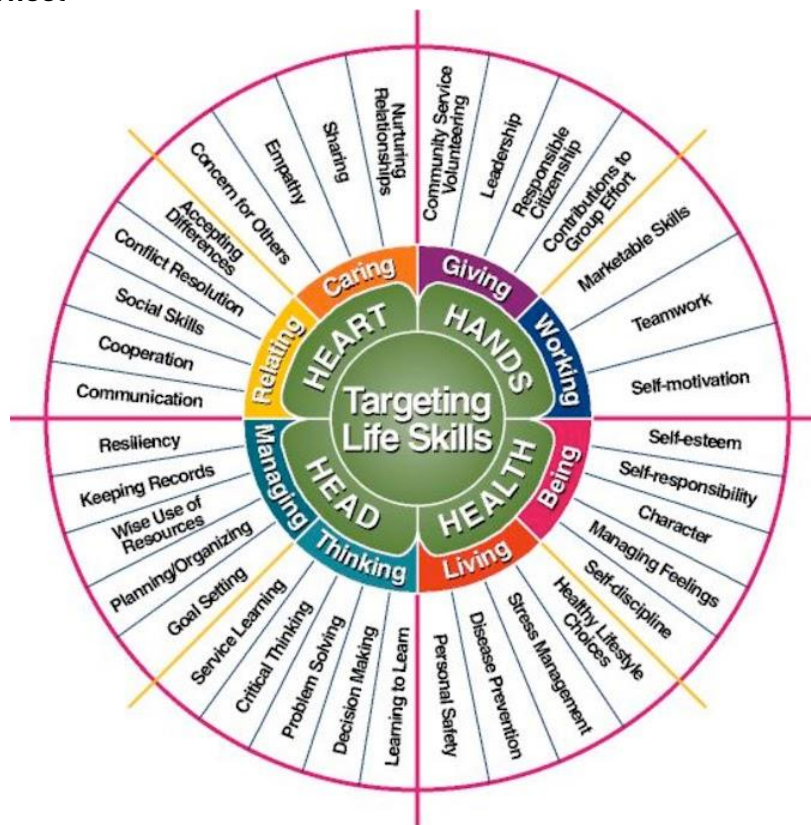 Nurturing
Relationships
Sharing
Empathy
Concern for Others
Accepting
Differences
Conflict Resolution
Social Skills
Cooperation
Communication
Community Service
Volunteering
Leadership
Responsible
Citizenship
Contributions to
Group Effort
Marketable Skills
Teamwork
Self-motivation
Caring
Giving
Relating
Working
HEART
HANDS
Targeting
Life Skills
HEAD
HEALTH
Managing
Being
Thinking
Living
Resiliency
Keeping Records
Wise Use of
Resources
Planning/Organizing
Goal Setting
Service Learning
Critical Thinking
Problem Solving
Decision Making
Learning to Learn
Self-esteem
Self-responsibility
Character
Managing Feelings
Self-discipline
Healthy Lifestyle
Choices
Stress Management
Disease Prevention
Personal Safety